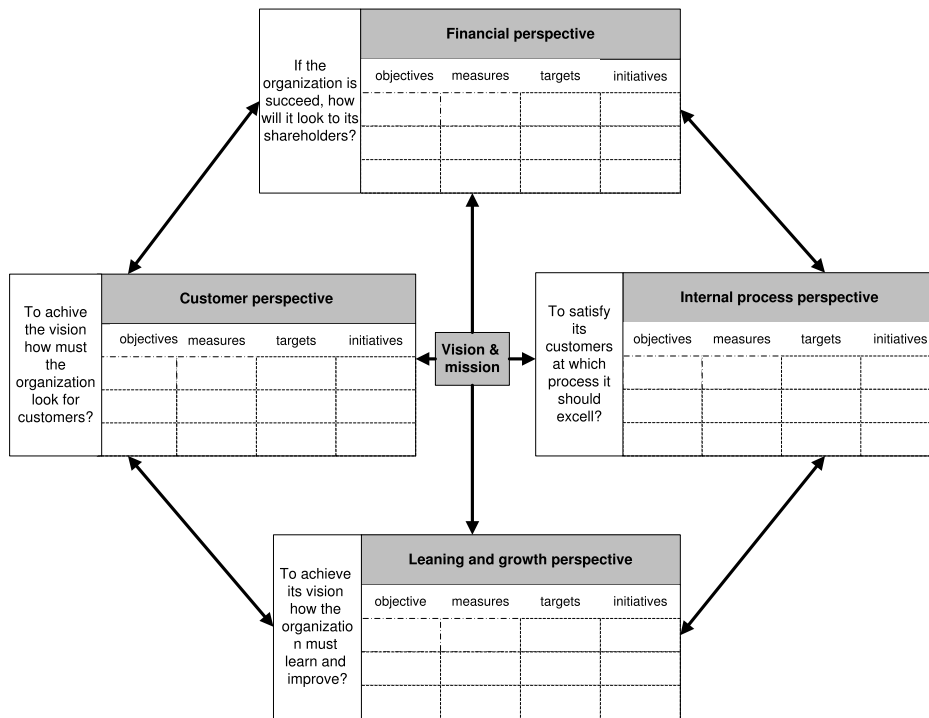 Financial perspective
If the
organization is
succeed, how
will it look to its
shareholders?
objectives measures targets initiatives
Customer perspective
To achive
the vision
how must
the
organization
look for
customers?
objectives measures targets initiatives
Vision &
mission
Internal process perspective
To satisfy
its
customers
at which
process it
should
excell?
objectives measures targets initiatives
Leaning and growth perspective
To achieve
its vision
how the
organizatio
n must
learn and
improve?
objective measures targets initiatives